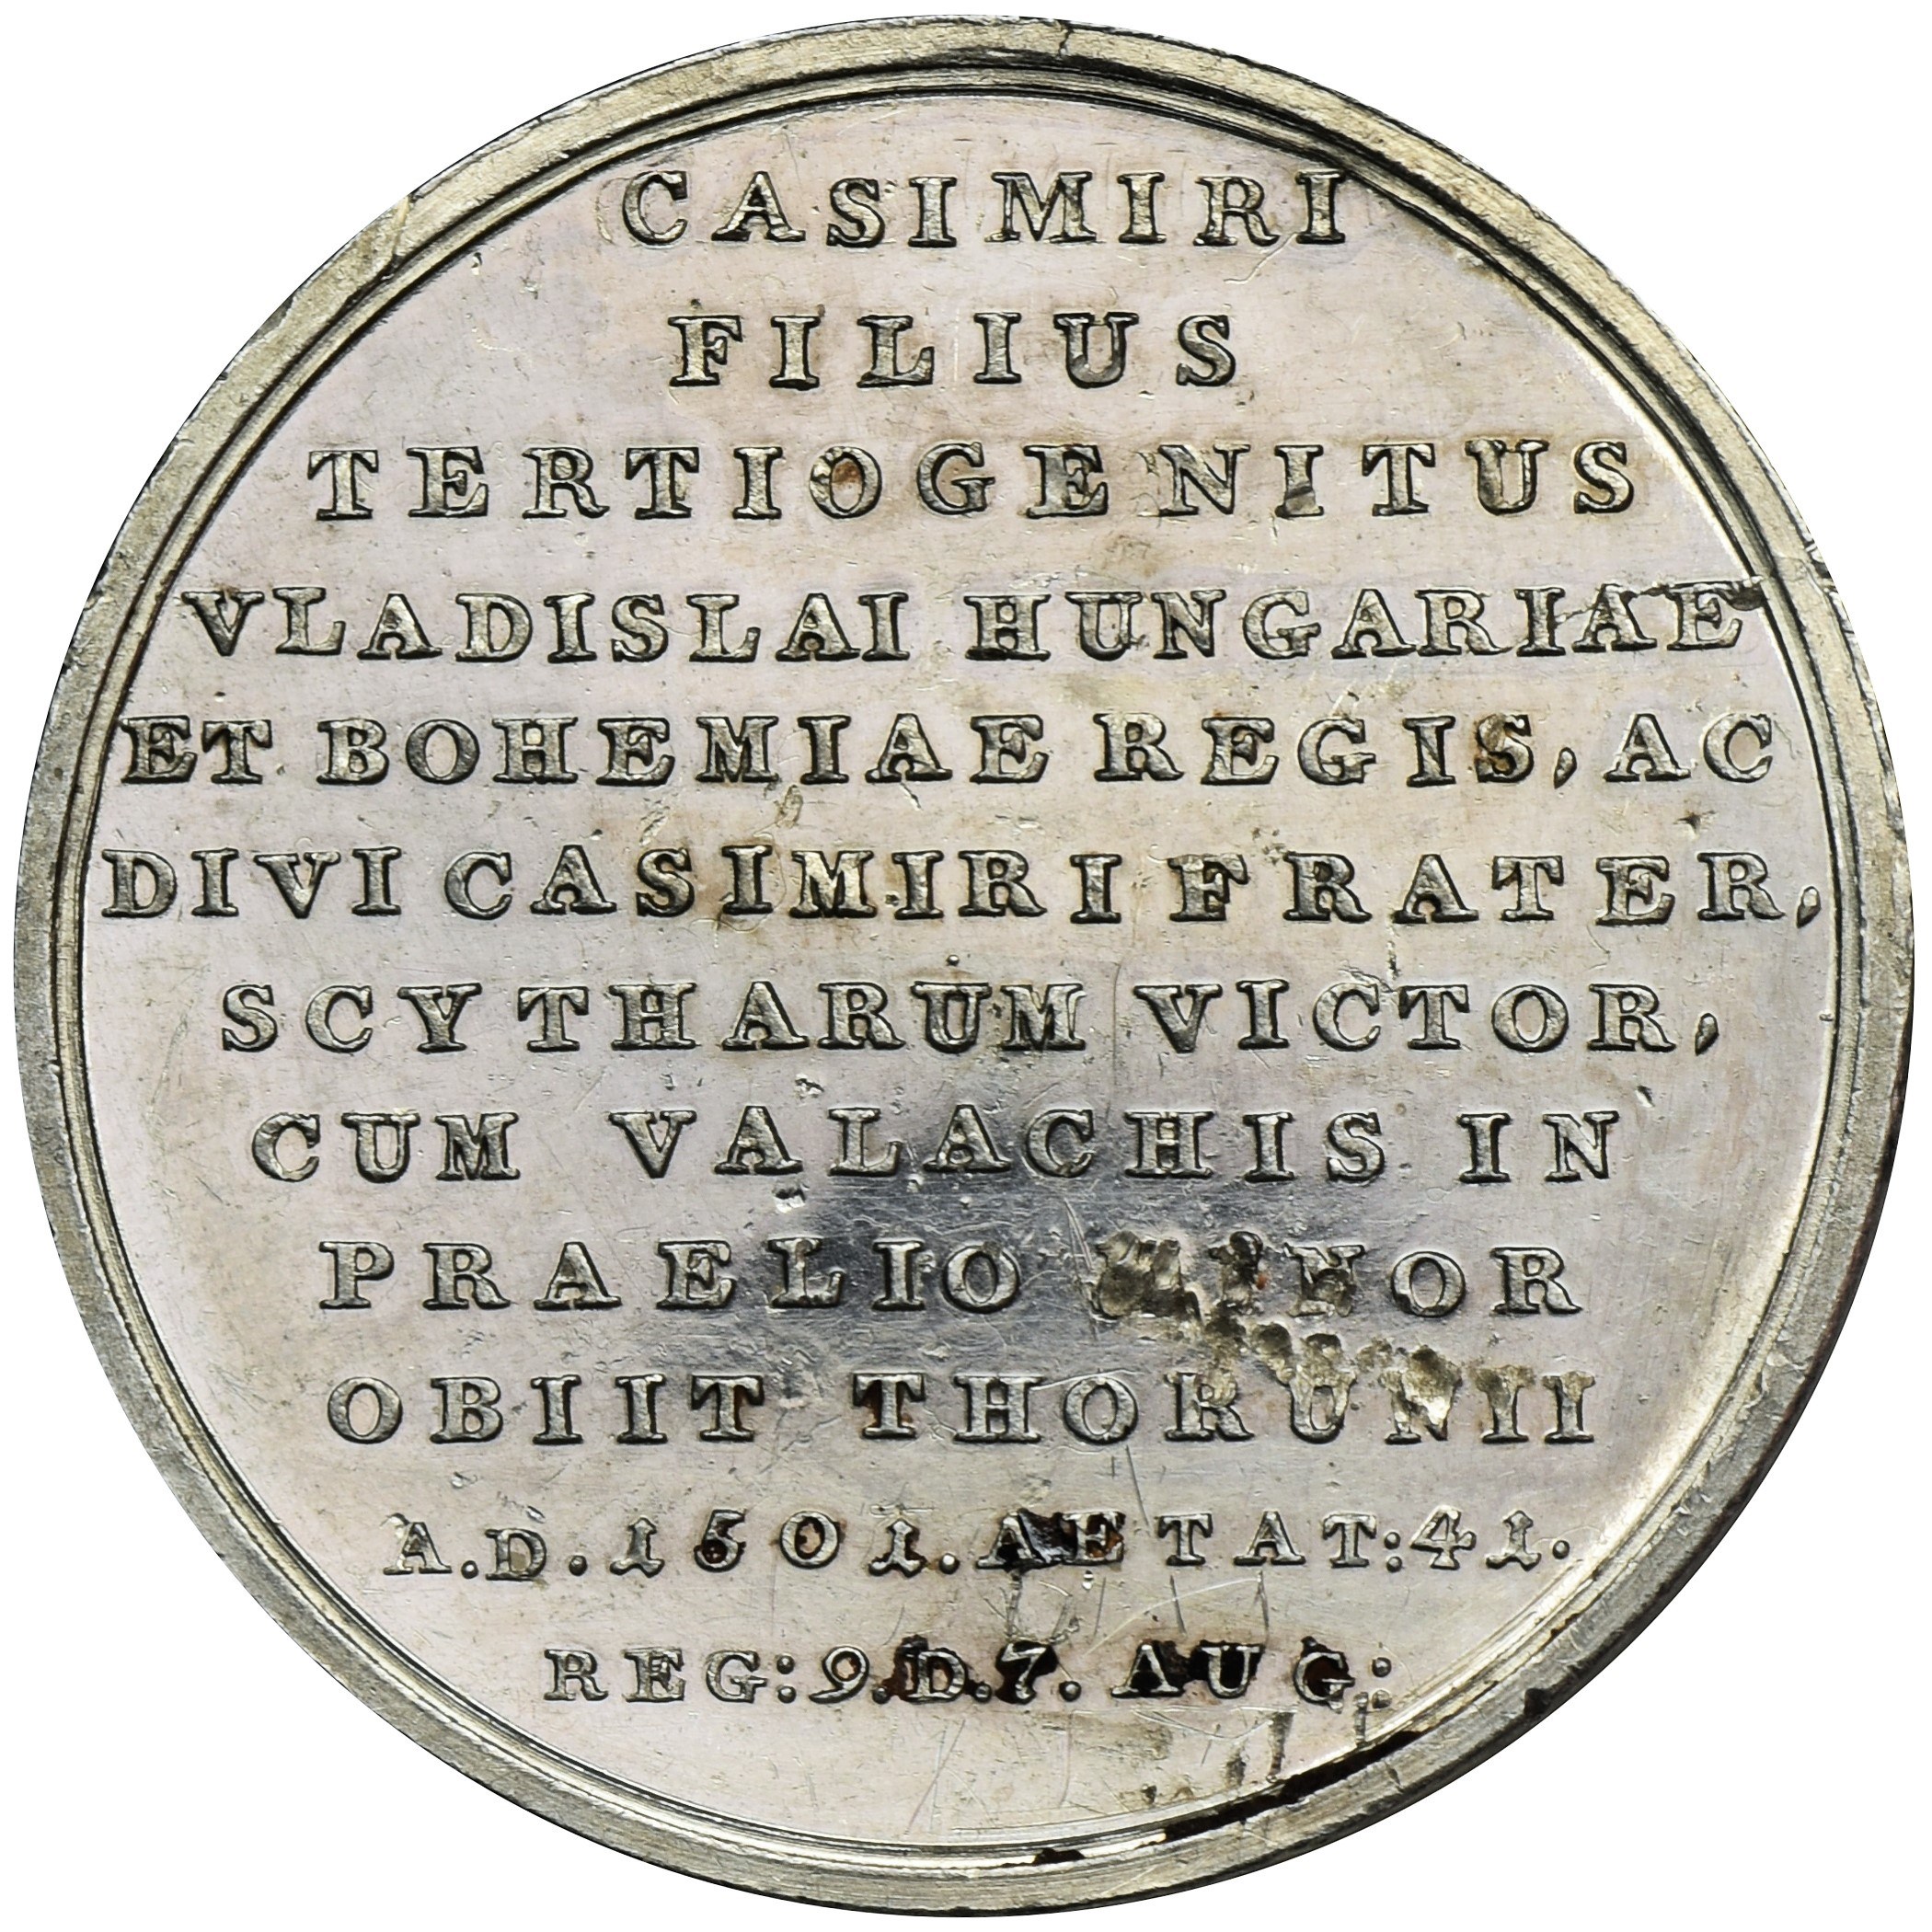 CASIMIRI
FILIUS
TERTIOGENITUS
VLADISLAI HUNGARIAE
ET BOHEMIAE REGIS, AC
DIVI CASIMIRI FRATER,
SCYTHARUM VICTOR,
CUM VALACHIS IN
PRAELIO MINOR
OBIIT THORUNII
A.D.1501.AETAT:41.
REG:9.D.7. AUG: